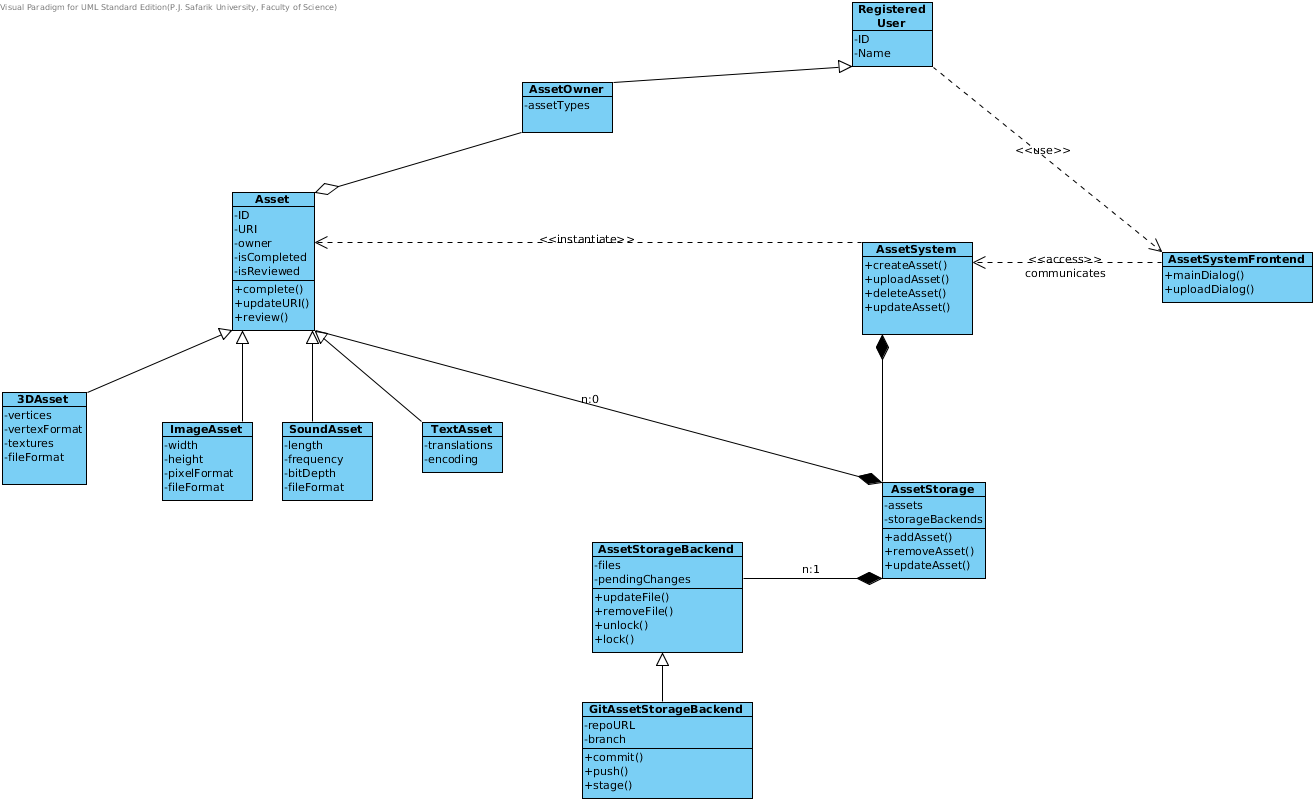 Visual Paradigm for UML Standard Edition(P.J. Safarik University, Faculty of Science)
Registered
User
-ID
-Name
AssetOwner
-assetTypes
<<use>>
Asset
-ID
-URI
-owner
-isCompleted
-isReviewed
+complete()
+updateURI()
+review()
<<instantiate>>
AssetSystem
+createAsset()
+uploadAsset()
+deleteAsset()
+updateAsset()
<<access>>
communicates
AssetSystemFrontend
+mainDialog()
+uploadDialog()
3DAsset
-vertices
-vertexFormat
-textures
-fileFormat
ImageAsset
-width
-height
-pixelFormat
-fileFormat
SoundAsset
-length
-frequency
-bitDepth
-fileFormat
TextAsset
-translations
-encoding
n:0
AssetStorage
-assets
-storageBackends
+addAsset()
+removeAsset()
+updateAsset()
AssetStorageBackend
-files
-pendingChanges
+updateFile()
+removeFile()
+unlock()
+lock()
n:1
GitAssetStorageBackend
-repoURL
-branch
+commit()
+push()
+stage()